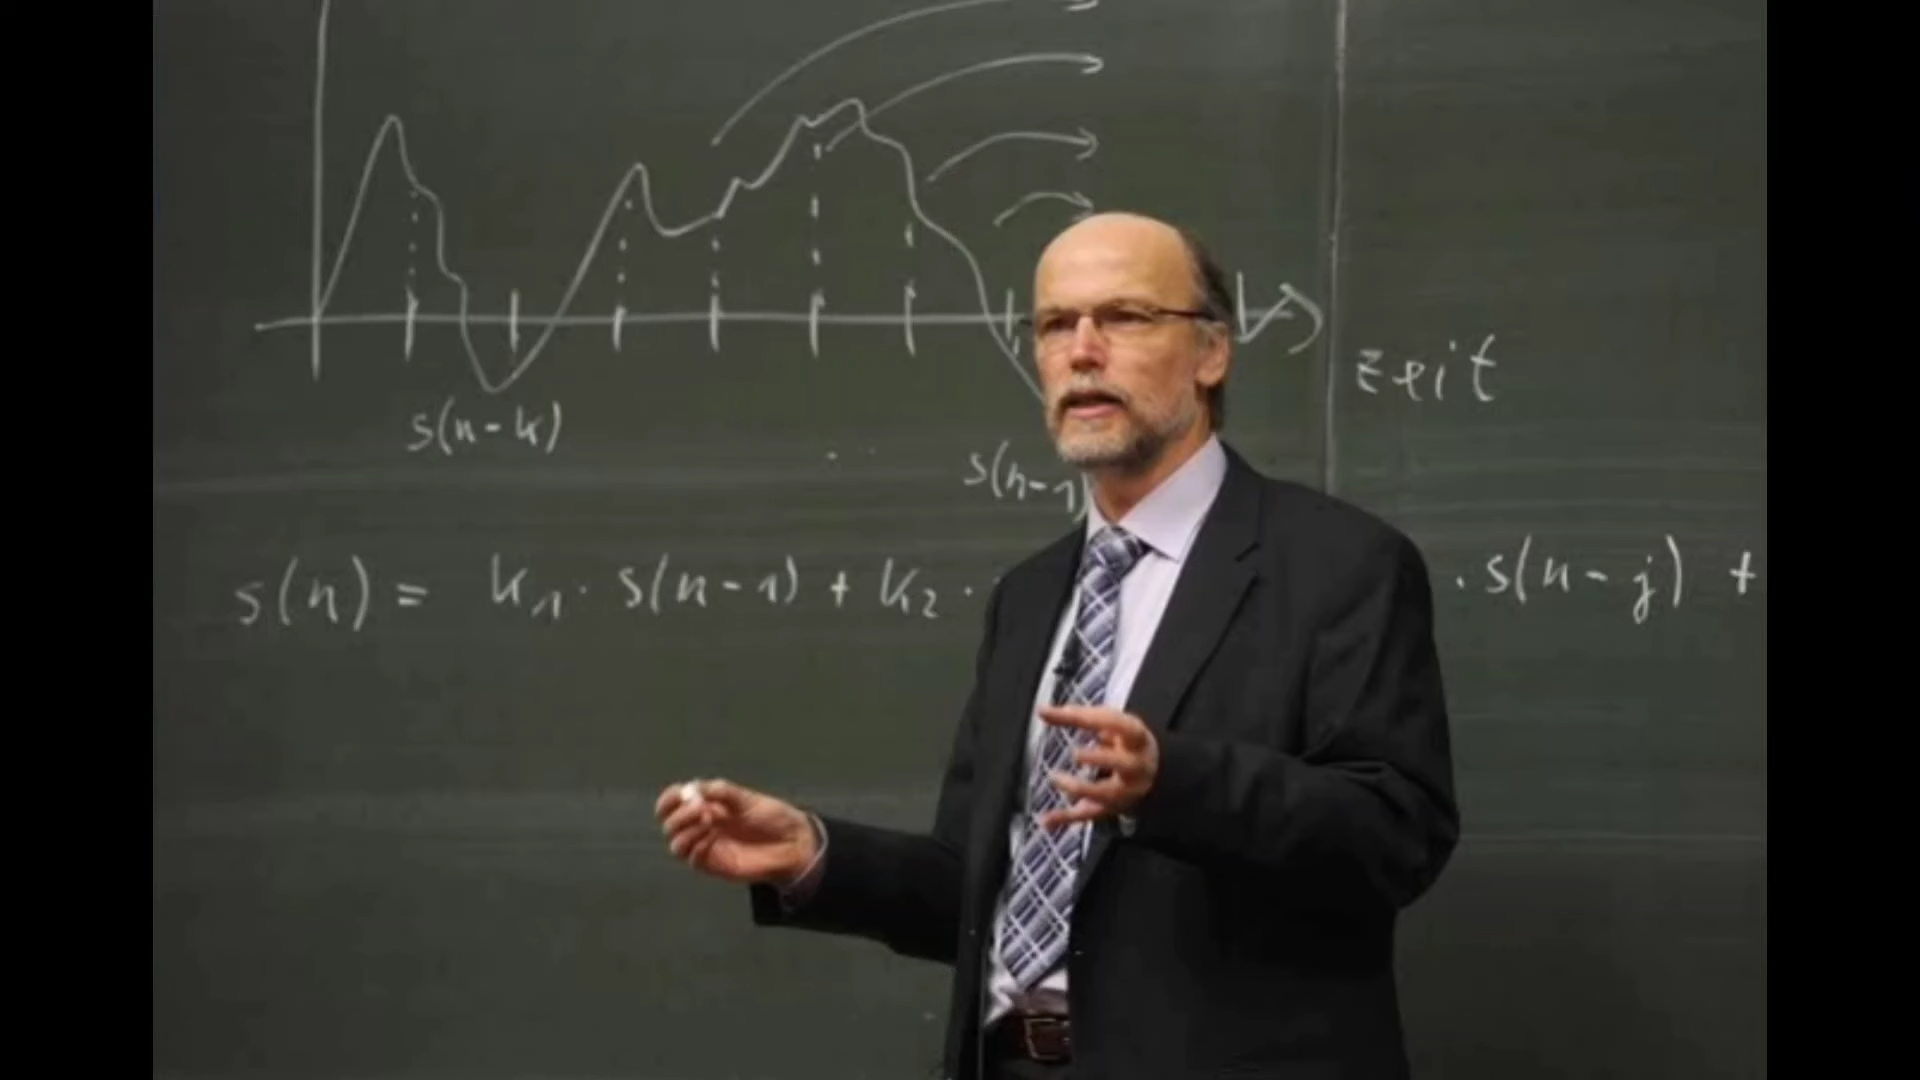 Zeit
s(n-k) .. s(n-1)
s(n) = k₁ · s(n-1) + k₂ · · s(n-j) +